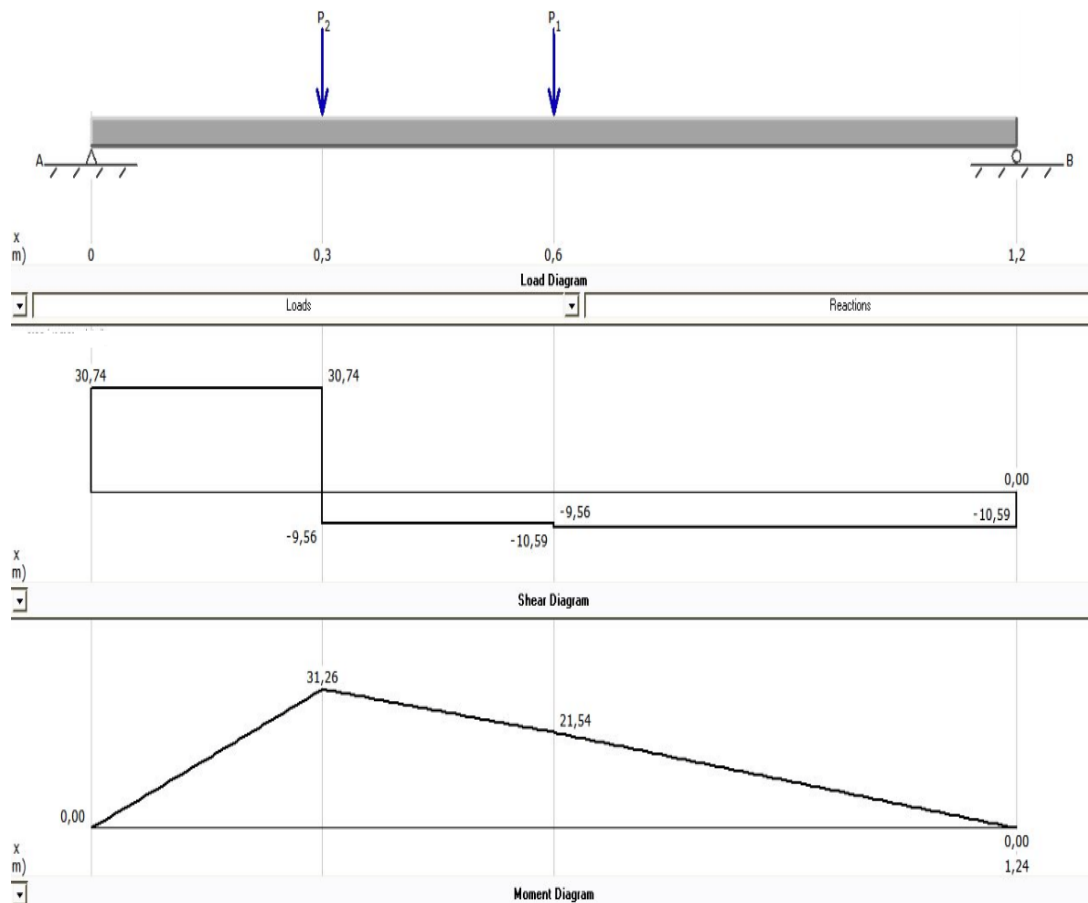 P2 P1
A B
x
m) 0 0,3 0,6 1,2
Load Diagram
Loads Reactions
30,74 30,74
0,00
-9,56 -10,59
-9,56 -10,59
x
m)
Shear Diagram
31,26
21,54
0,00
0,00
x
m) 1,24
Moment Diagram